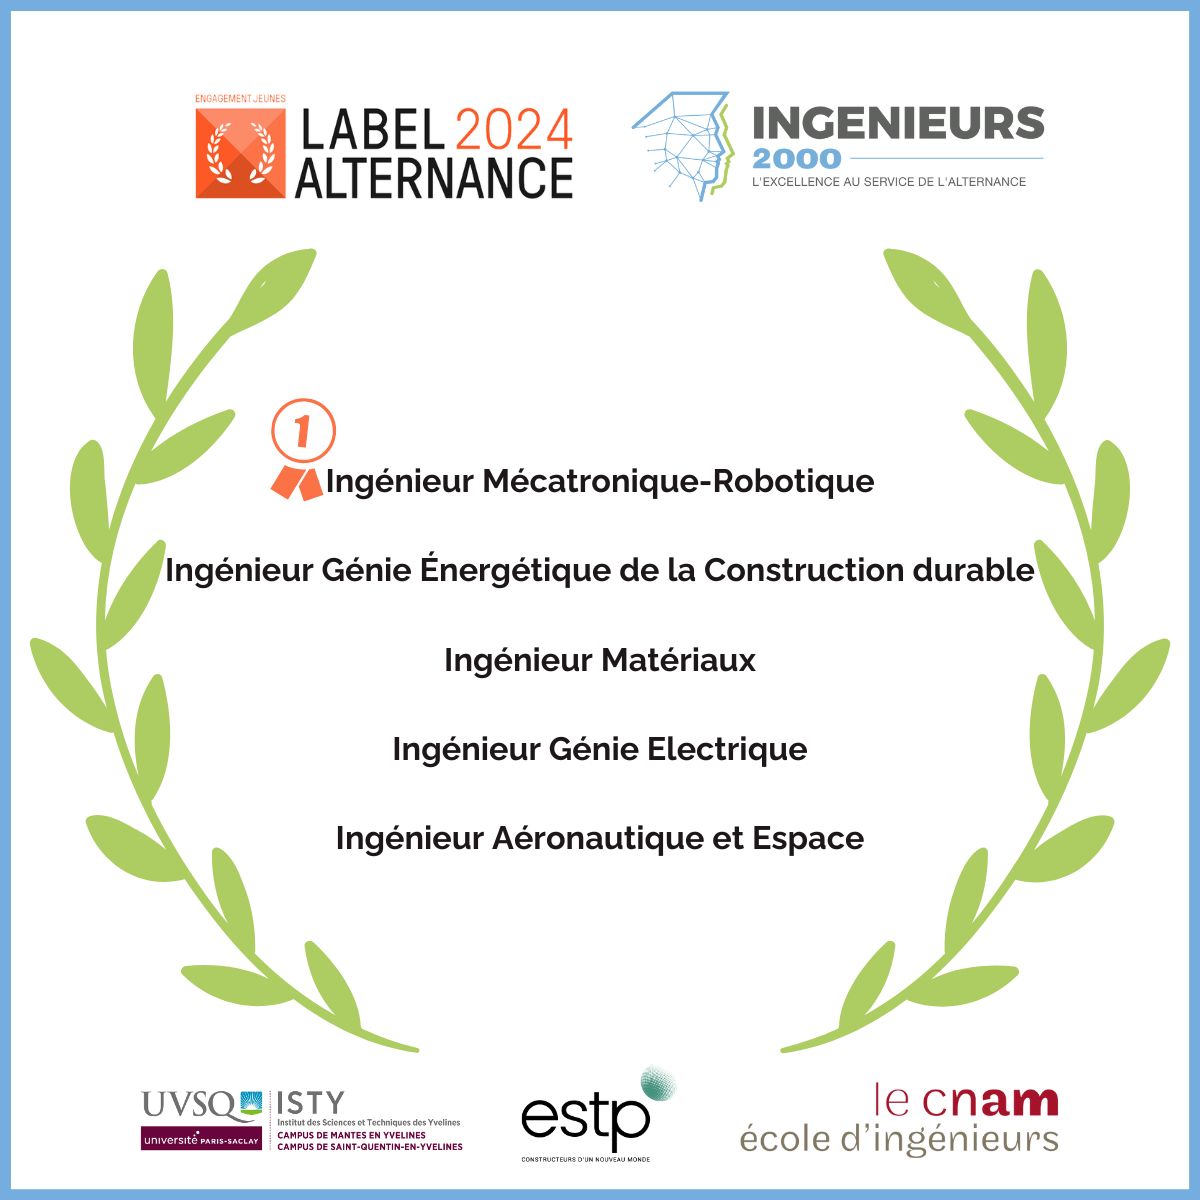 ENGAGEMENT JEUNES
LABEL 2024
ALTERNANCE
INGENIEURS
2000
L'EXCELLENCE AU SERVICE DE L'ALTERNANCE
1
Ingénieur Mécatronique-Robotique
Ingénieur Génie Énergétique de la Construction durable
Ingénieur Matériaux
Ingénieur Génie Electrique
Ingénieur Aéronautique et Espace
UVSQ ISTY
Institut des Sciences et Techniques des Yvelines
université PARIS-SACLAY
CAMPUS DE MANTES EN YVELINES
CAMPUS DE SAINT-QUENTIN-EN-YVELINES
estp
CONSTRUCTEURS D'UN NOUVEAU MONDE
le cnam
école d'ingénieurs